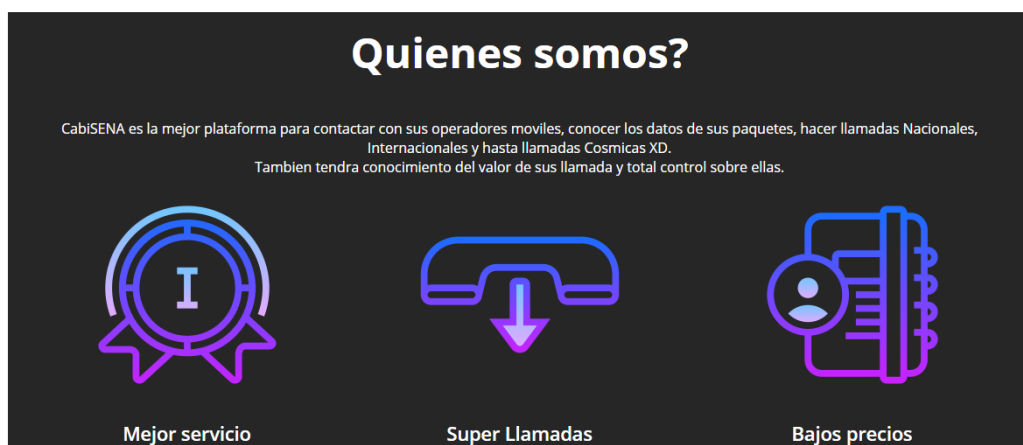 Quienes somos?
CabiSENA es la mejor plataforma para contactar con sus operadores moviles, conocer los datos de sus paquetes, hacer llamadas Nacionales,
Internacionales y hasta llamadas Cosmicas XD.
Tambien tendra conocimiento del valor de sus llamada y total control sobre ellas.
I
Mejor servicio
Super Llamadas
Bajos precios